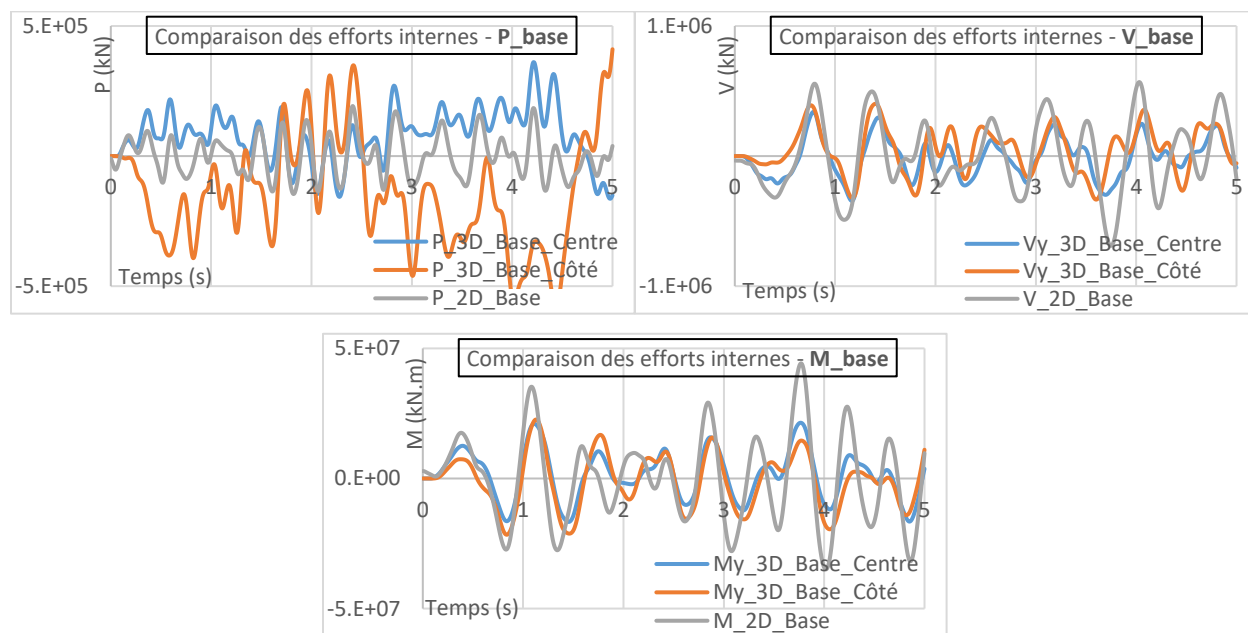 5.E+05
Comparaison des efforts internes - P_base
P (kN)
0 1 2 3 4 5
P_3D_Base_Centre
P_3D_Base_Côté
P_2D_Base
Temps (s)
-5.E+05
1.E+06
Comparaison des efforts internes - V_base
V (kN)
0 1 2 3 4 5
Vy_3D_Base_Centre
Vy_3D_Base_Côté
V_2D_Base
Temps (s)
-1.E+06
5.E+07
Comparaison des efforts internes - M_base
M (kN.m)
0.E+00
0 1 2 3 4 5
My_3D_Base_Centre
My_3D_Base_Côté
M_2D_Base
Temps (s)
-5.E+07